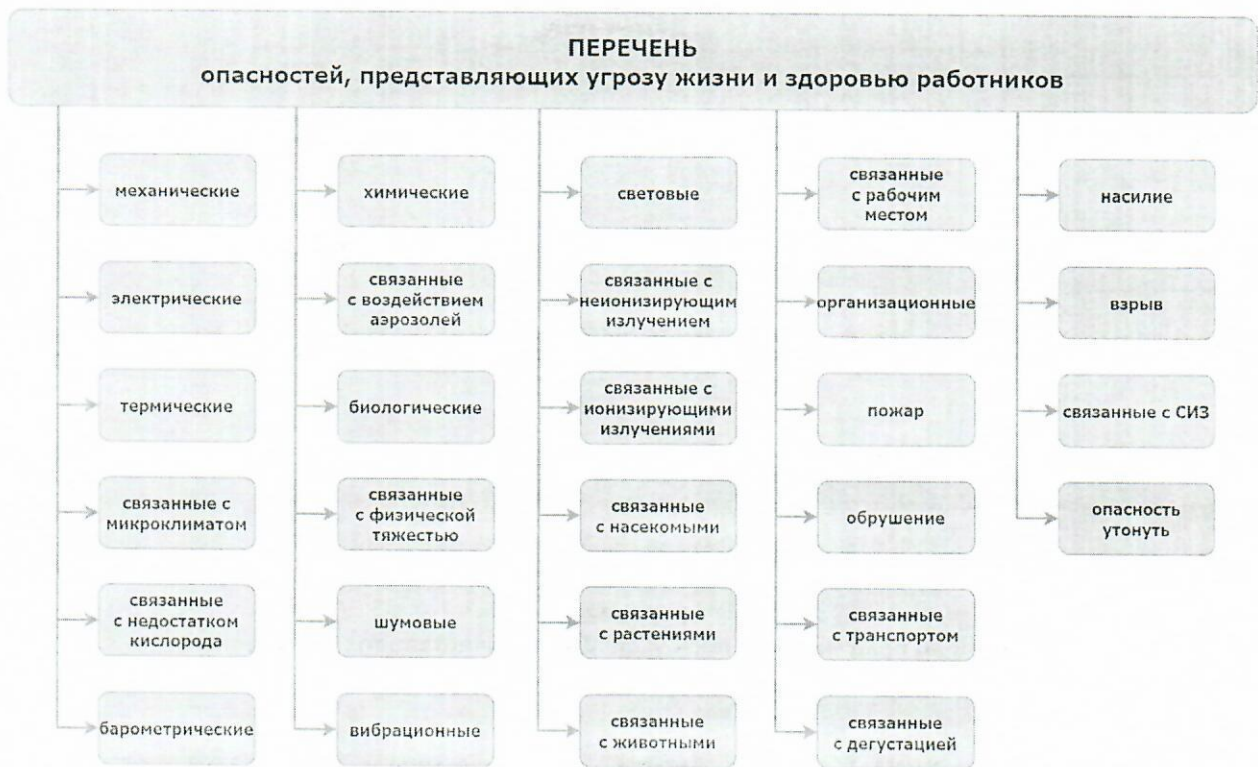 ПЕРЕЧЕНЬ
опасностей, представляющих угрозу жизни и здоровью работников
механические
электрические
термические
связанные с
микроклиматом
связанные
с недостатком
кислорода
барометрические
химические
связанные
с воздействием
аэрозолей
биологические
связанные
с физической
тяжестью
шумовые
вибрационные
световые
связанные с
неионизирующим
излучением
связанные с
ионизирующими
излучениями
связанные
с насекомыми
связанные
с растениями
связанные
с животными
связанные
с рабочим
местом
организационные
пожар
обрушение
связанные
с транспортом
связанные
с дегустацией
насилие
взрыв
связанные с СИЗ
опасность
утонуть